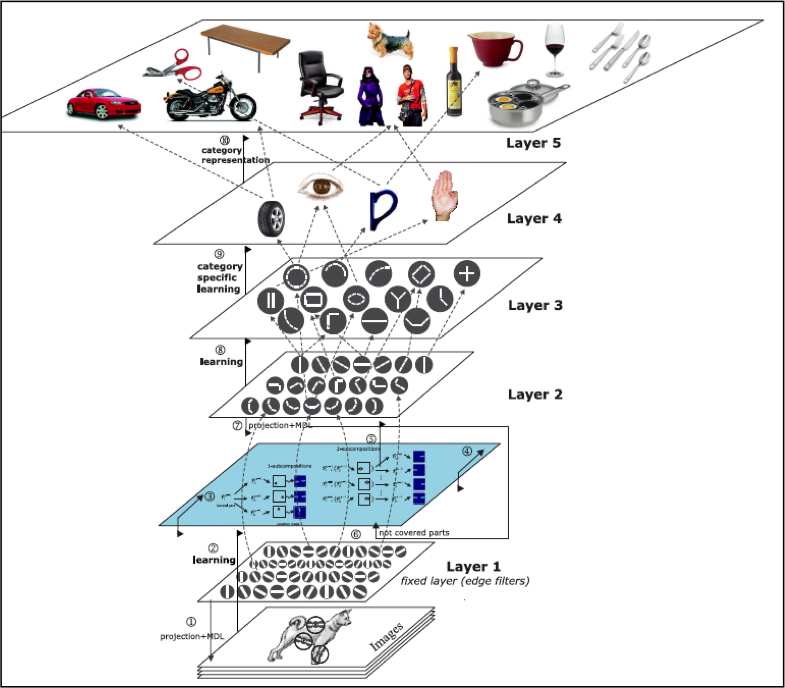 Layer 5
⑩
category
representation
Layer 4
⑨
category
specific
learning
Layer 3
⑧
learning
Layer 2
⑦ projection+MDL
⑤
2-subcompositions
④
1-subcompositions
③
⑥ not covered parts
②
learning
Layer 1
fixed layer (edge filters)
①
projection+MDL
Images